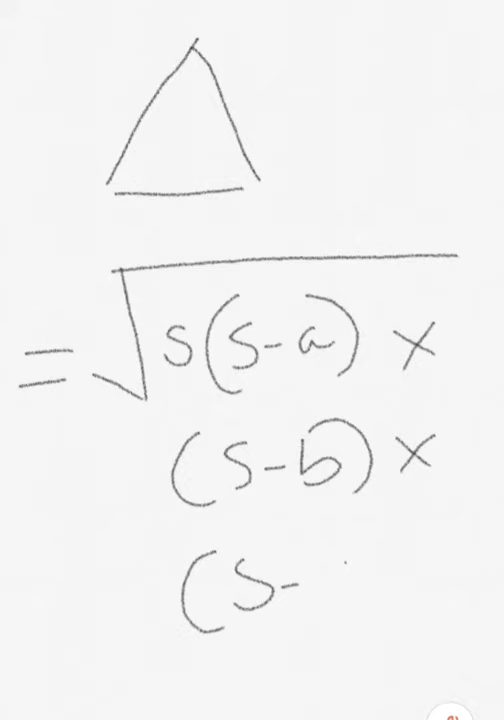 △
= √s(s-a) ×
(s-b) ×
(s-